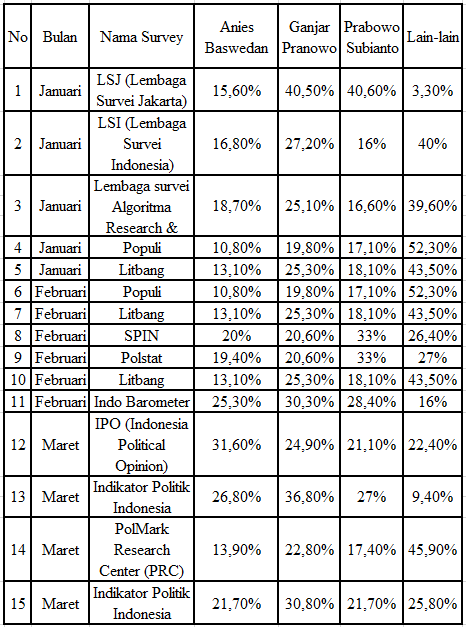 No Bulan Nama Survey Anies Baswedan Ganjar Pranowo Prabowo Subianto Lain-lain
1 Januari LSJ (Lembaga Survei Jakarta) 15,60% 40,50% 40,60% 3,30%
2 Januari LSI (Lembaga Survei Indonesia) 16,80% 27,20% 16% 40%
3 Januari Lembaga survei Algoritma Research & 18,70% 25,10% 16,60% 39,60%
4 Januari Populi 10,80% 19,80% 17,10% 52,30%
5 Januari Litbang 13,10% 25,30% 18,10% 43,50%
6 Februari Populi 10,80% 19,80% 17,10% 52,30%
7 Februari Litbang 13,10% 25,30% 18,10% 43,50%
8 Februari SPIN 20% 20,60% 33% 26,40%
9 Februari Polstat 19,40% 20,60% 33% 27%
10 Februari Litbang 13,10% 25,30% 18,10% 43,50%
11 Februari Indo Barometer 25,30% 30,30% 28,40% 16%
12 Maret IPO (Indonesia Political Opinion) 31,60% 24,90% 21,10% 22,40%
13 Maret Indikator Politik Indonesia 26,80% 36,80% 27% 9,40%
14 Maret PolMark Research Center (PRC) 13,90% 22,80% 17,40% 45,90%
15 Maret Indikator Politik Indonesia 21,70% 30,80% 21,70% 25,80%